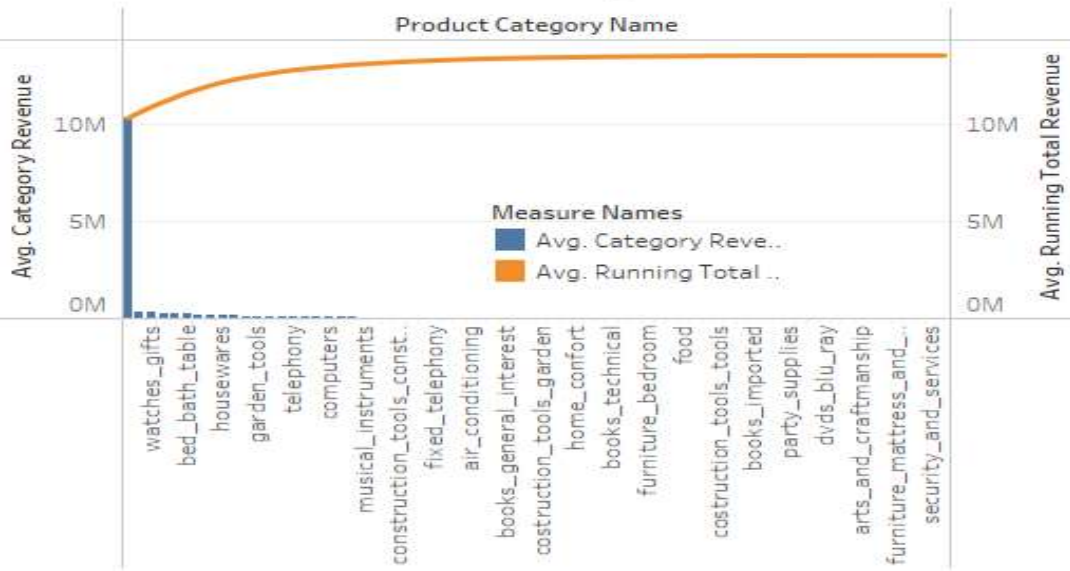 Product Category Name
Avg. Category Revenue
10M
5M
0M
Measure Names
Avg. Category Reve..
Avg. Running Total ..
10M
5M
0M
Avg. Running Total Revenue
watches_gifts
bed_bath_table
housewares
garden_tools
telephony
computers
musical_instruments
construction_tools_const..
fixed_telephony
air_conditioning
books_general_interest
costruction_tools_garden
home_confort
books_technical
furniture_bedroom
food
costruction_tools_tools
books_imported
party_supplies
dvds_blu_ray
arts_and_craftmanship
furniture_mattress_and_..
security_and_services